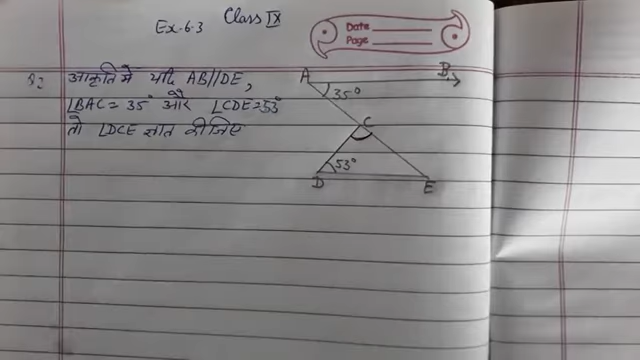 Ex-6.3 Class IX
Date
Page
Q: आकृति में यदि AB//DE,
∠BAC = 35° और ∠CDE = 53°
तो ∠DCE ज्ञात कीजिए
A B
35°
C
53°
D E